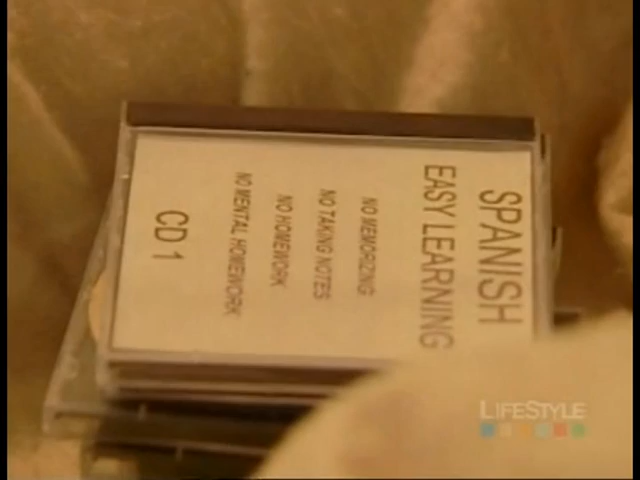 SPANISH
EASY LEARNING
NO MEMORIZING
NO TAKING NOTES
NO HOMEWORK
NO MENTAL HOMEWORK
CD 1
LIFESTYLE